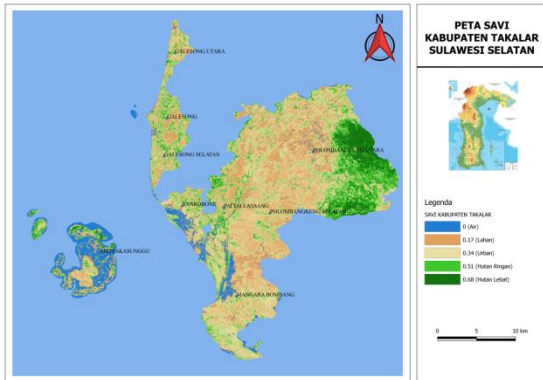 N
GALESONG UTARA
GALESONG
GALESONG SELATAN
SANROBONE
PATTALLASSANG
POLOMBANGKENG UTARA
POLOMBANGKENG SELATAN
MAPPAKASUNGGU
MANGARA BOMBANG
PETA SAVI
KABUPATEN TAKALAR
SULAWESI SELATAN
Legenda
SAVI KABUPATEN TAKALAR
0 (Air)
0.17 (Lahan)
0.34 (Urban)
0.51 (Hutan Ringan)
0.68 (Hutan Lebat)
0 5 10 km